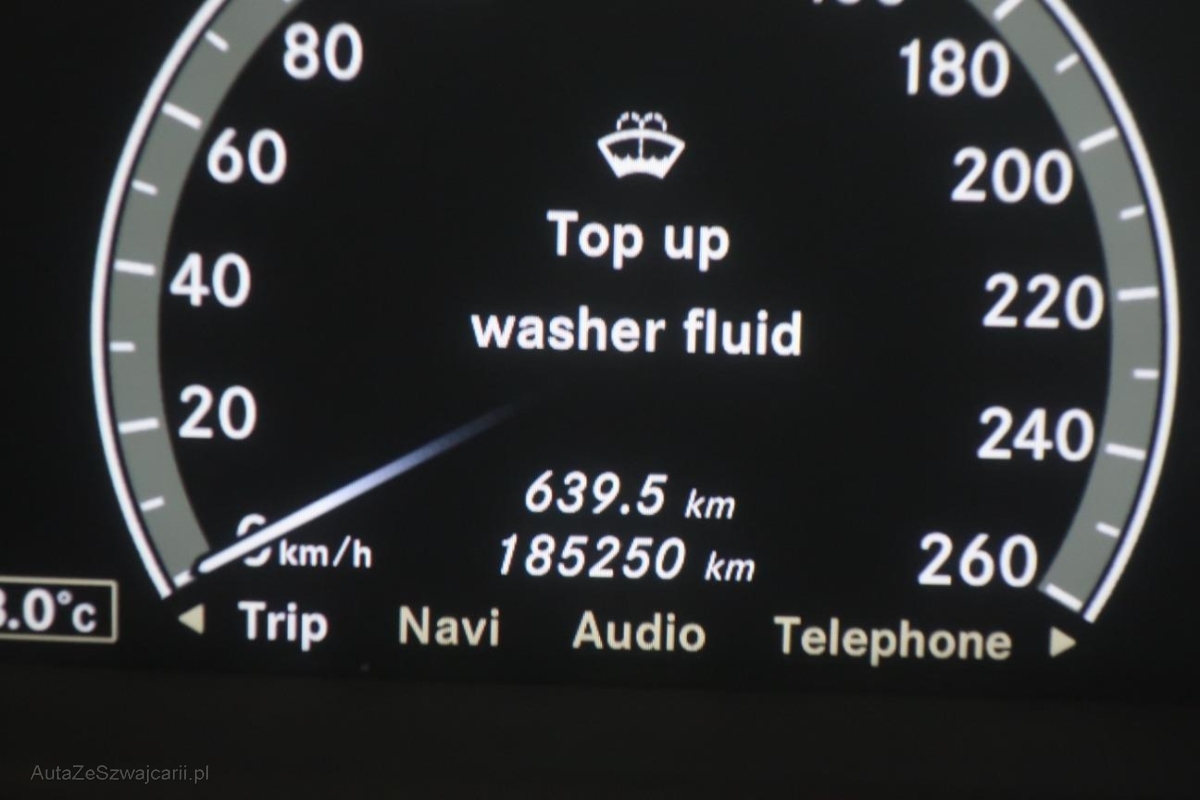 80
180
60
200
Top up
40
220
washer fluid
20
240
639.5 km
0 km/h
185250 km
260
.0°c
Trip Navi Audio Telephone
AutaZeSzwajcarii.pl